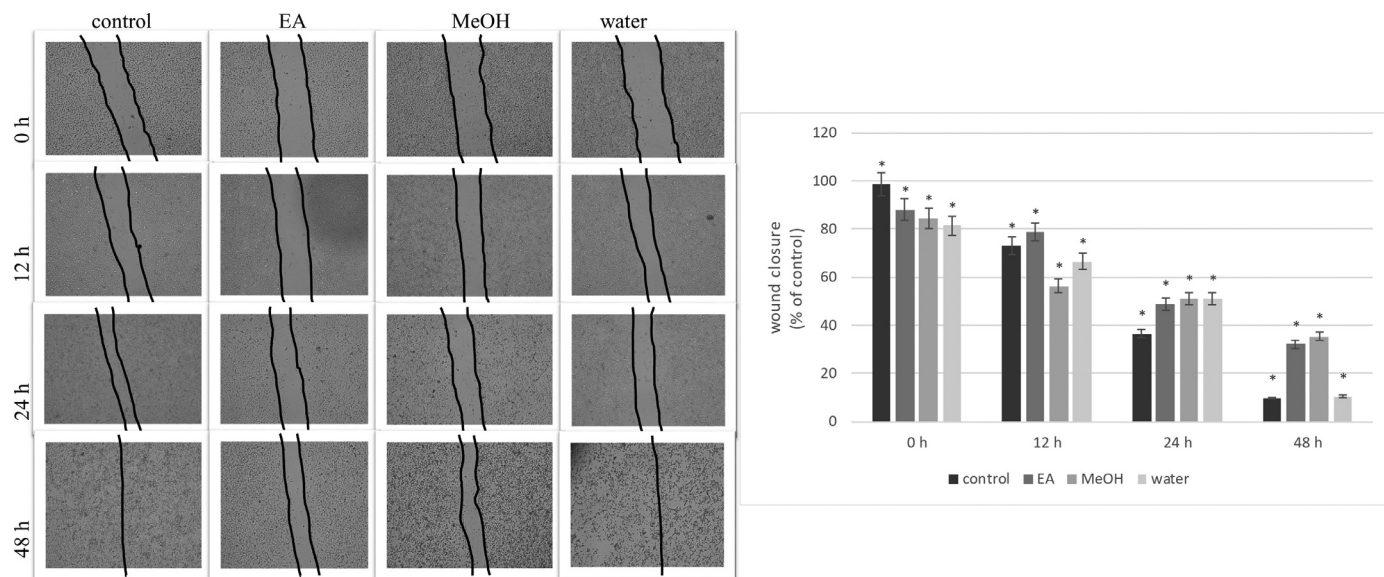 control EA MeOH water
0 h
12 h
24 h
48 h
wound closure
(% of control)
120
100
80
60
40
20
0
* * * *
* * * *
* * * *
* * * *
0 h 12 h 24 h 48 h
control EA MeOH water